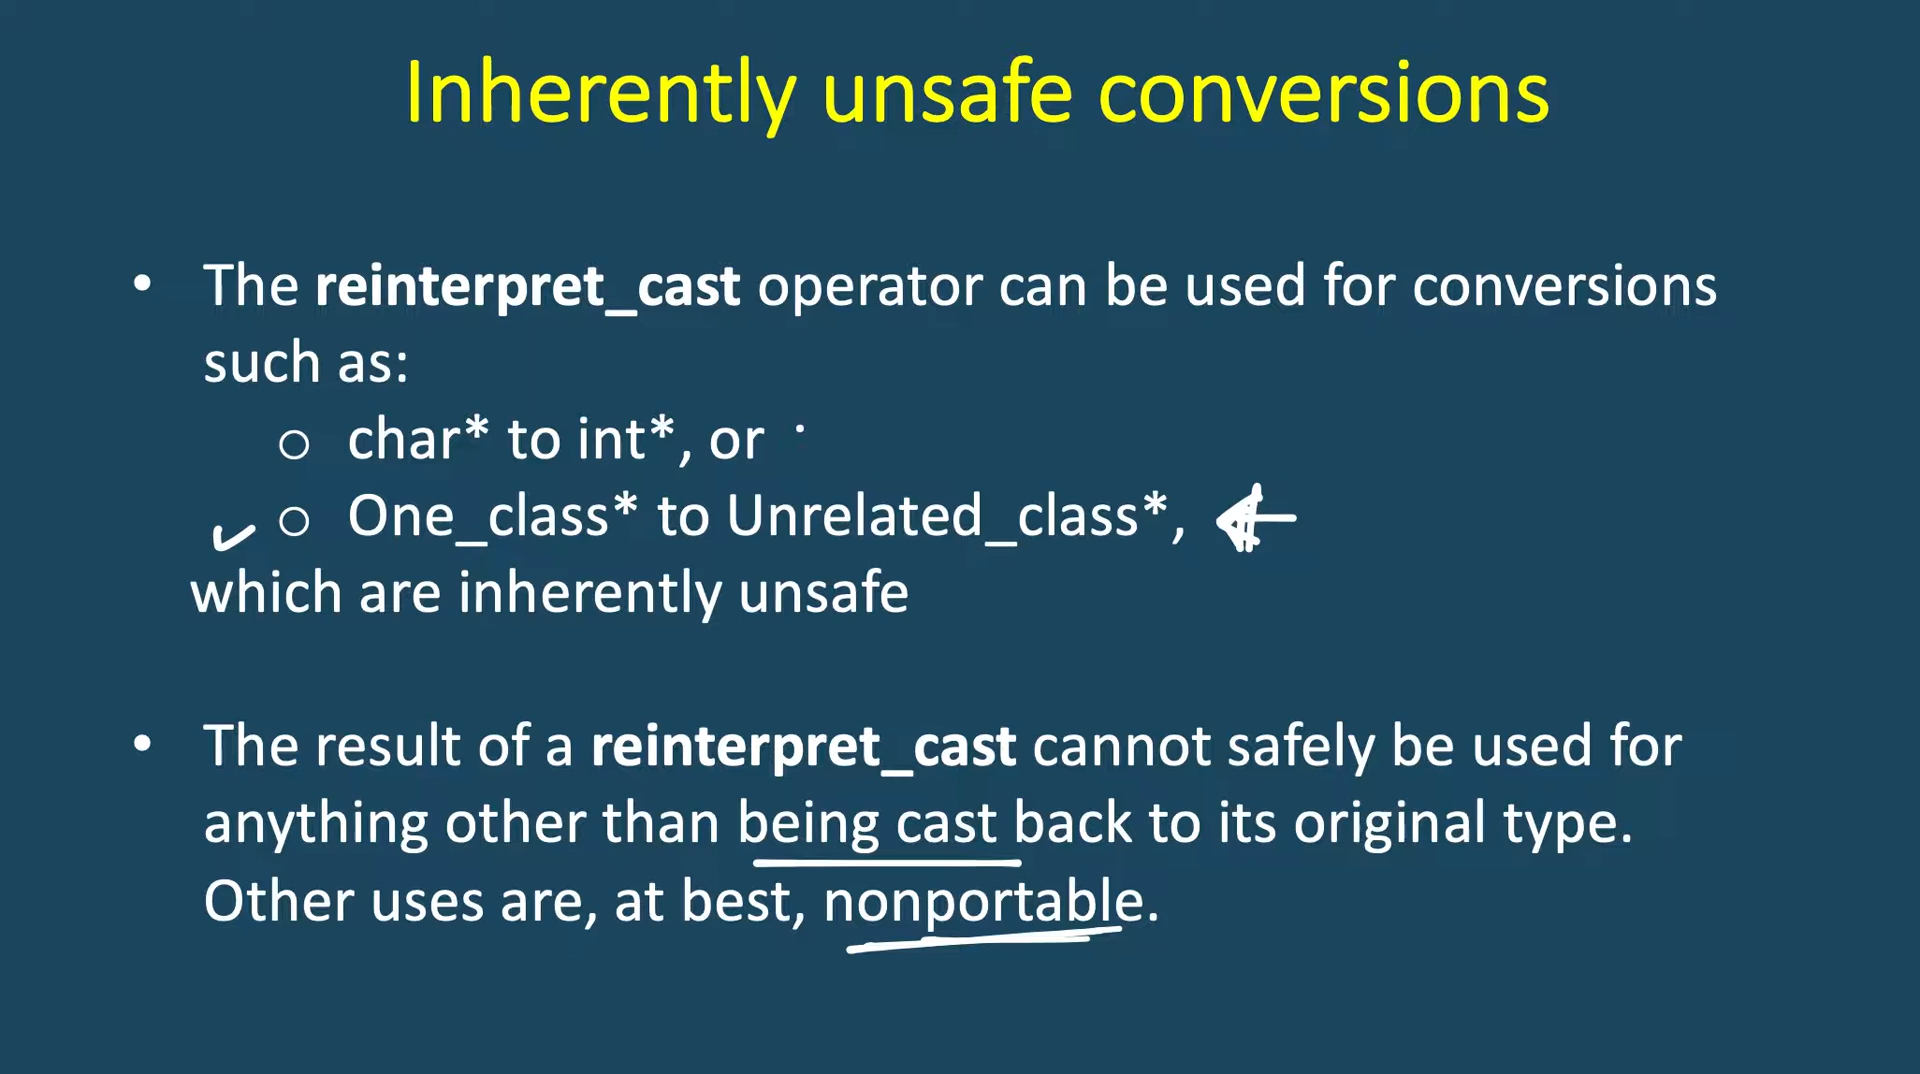 Inherently unsafe conversions
• The reinterpret_cast operator can be used for conversions
such as:
○ char* to int*, or
○ One_class* to Unrelated_class*,
which are inherently unsafe
• The result of a reinterpret_cast cannot safely be used for
anything other than being cast back to its original type.
Other uses are, at best, nonportable.